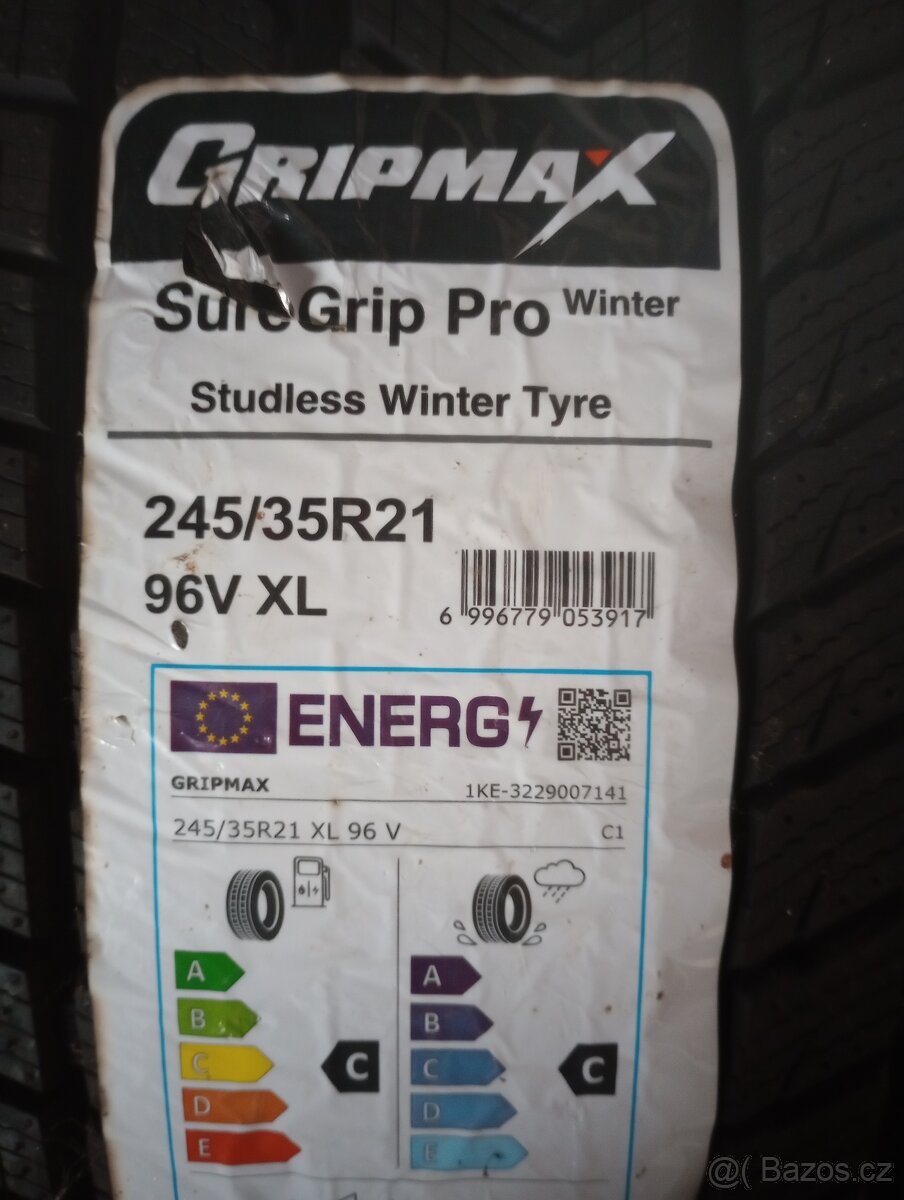 GRIPMAX
SureGrip Pro Winter
Studless Winter Tyre
245/35R21
96V XL
6 996779 053917
ENERG
GRIPMAX 1KE-3229007141
245/35R21 XL 96 V C1
A A
B B
C C C C
D D
E E
@( Bazos.cz